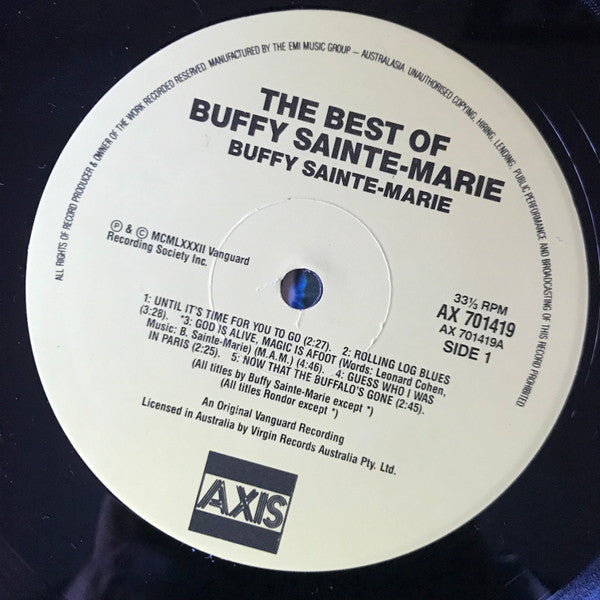 ALL RIGHTS OF RECORD PRODUCER & OWNER OF THE WORK RECORDED RESERVED. MANUFACTURED BY THE EMI MUSIC GROUP – AUSTRALASIA. UNAUTHORISED COPYING, HIRING, LENDING, PUBLIC PERFORMANCE AND BROADCASTING OF THIS RECORD PROHIBITED
THE BEST OF
BUFFY SAINTE-MARIE
BUFFY SAINTE-MARIE
Ⓟ & © MCMLXXXII Vanguard
Recording Society Inc.
33⅓ RPM
AX 701419
AX 701419A
SIDE 1
1: UNTIL IT'S TIME FOR YOU TO GO (2:27). 2: ROLLING LOG BLUES
(3:28). *3: GOD IS ALIVE, MAGIC IS AFOOT (Words: Leonard Cohen,
Music: B. Sainte-Marie) (M.A.M.) (4:46). 4: GUESS WHO I WAS
IN PARIS (2:25). 5: NOW THAT THE BUFFALO'S GONE (2:45).
(All titles by Buffy Sainte-Marie except *)
(All titles Rondor except *)
An Original Vanguard Recording
Licensed in Australia by Virgin Records Australia Pty. Ltd.
AXIS